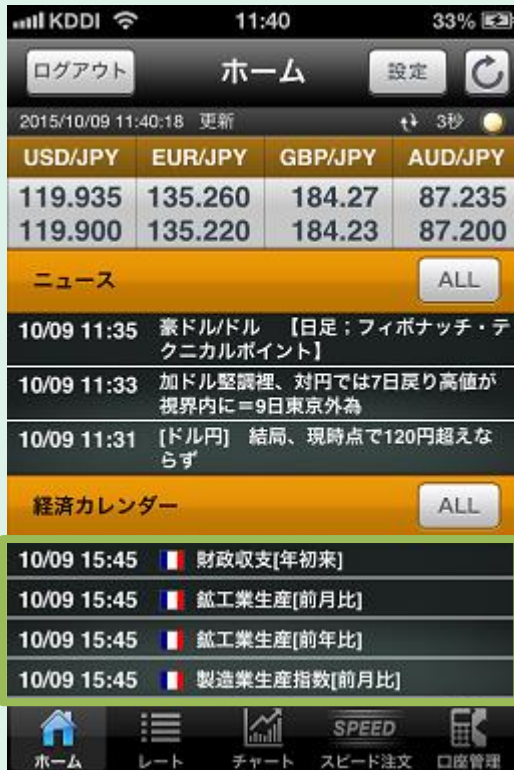 KDDI 11:40 33%
ログアウト ホーム 設定
2015/10/09 11:40:18 更新 3秒
USD/JPY EUR/JPY GBP/JPY AUD/JPY
119.935 135.260 184.27 87.235
119.900 135.220 184.23 87.200
ニュース ALL
10/09 11:35 豪ドル/ドル 【日足；フィボナッチ・テ
クニカルポイント】
10/09 11:33 加ドル堅調裡、対円では7日戻り高値が
視界内に＝9日東京外為
10/09 11:31 [ドル円] 結局、現時点で120円超えな
らず
経済カレンダー ALL
10/09 15:45 財政収支[年初来]
10/09 15:45 鉱工業生産[前月比]
10/09 15:45 鉱工業生産[前年比]
10/09 15:45 製造業生産指数[前月比]
SPEED
ホーム レート チャート スピード注文 口座管理